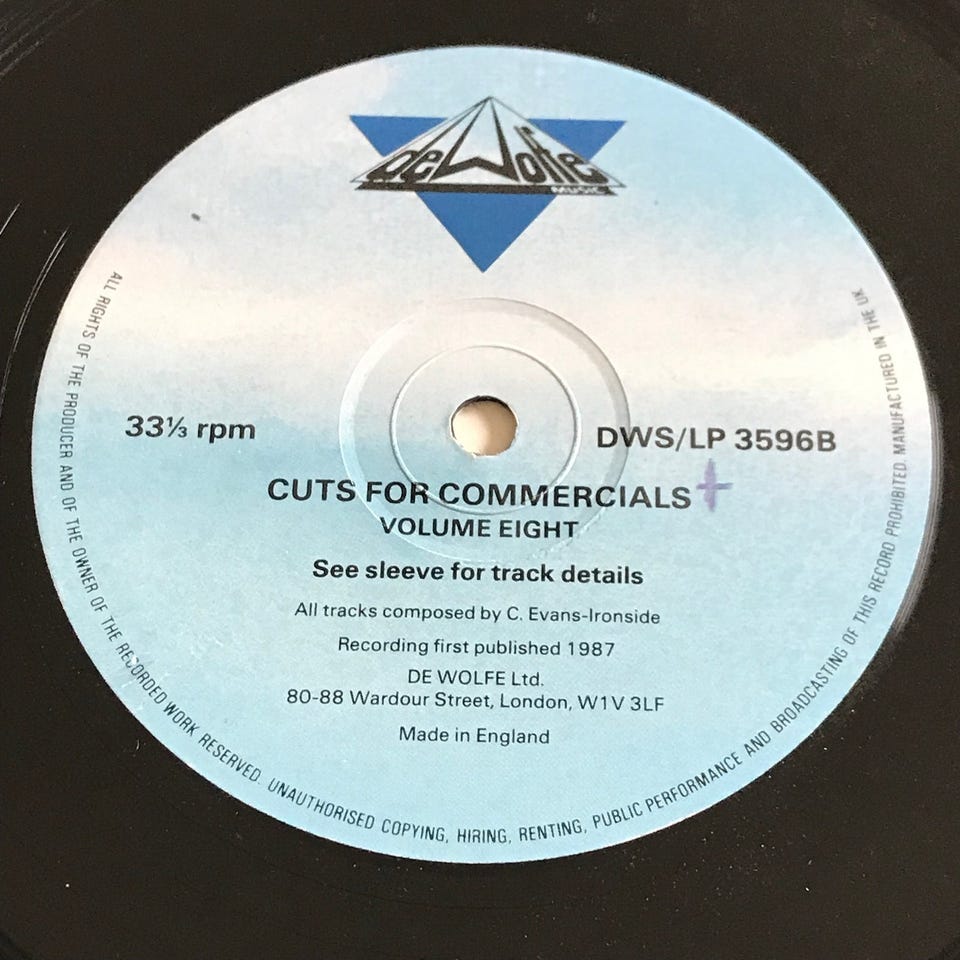 de Wolfe
MUSIC
33⅓ rpm
DWS/LP 3596B
CUTS FOR COMMERCIALS +
VOLUME EIGHT
See sleeve for track details
All tracks composed by C. Evans-Ironside
Recording first published 1987
DE WOLFE Ltd.
80-88 Wardour Street, London, W1V 3LF
Made in England
ALL RIGHTS OF THE PRODUCER AND OF THE OWNER OF THE RECORDED WORK RESERVED. UNAUTHORISED COPYING, HIRING, RENTING, PUBLIC PERFORMANCE AND BROADCASTING OF THIS RECORD PROHIBITED. MANUFACTURED IN THE UK